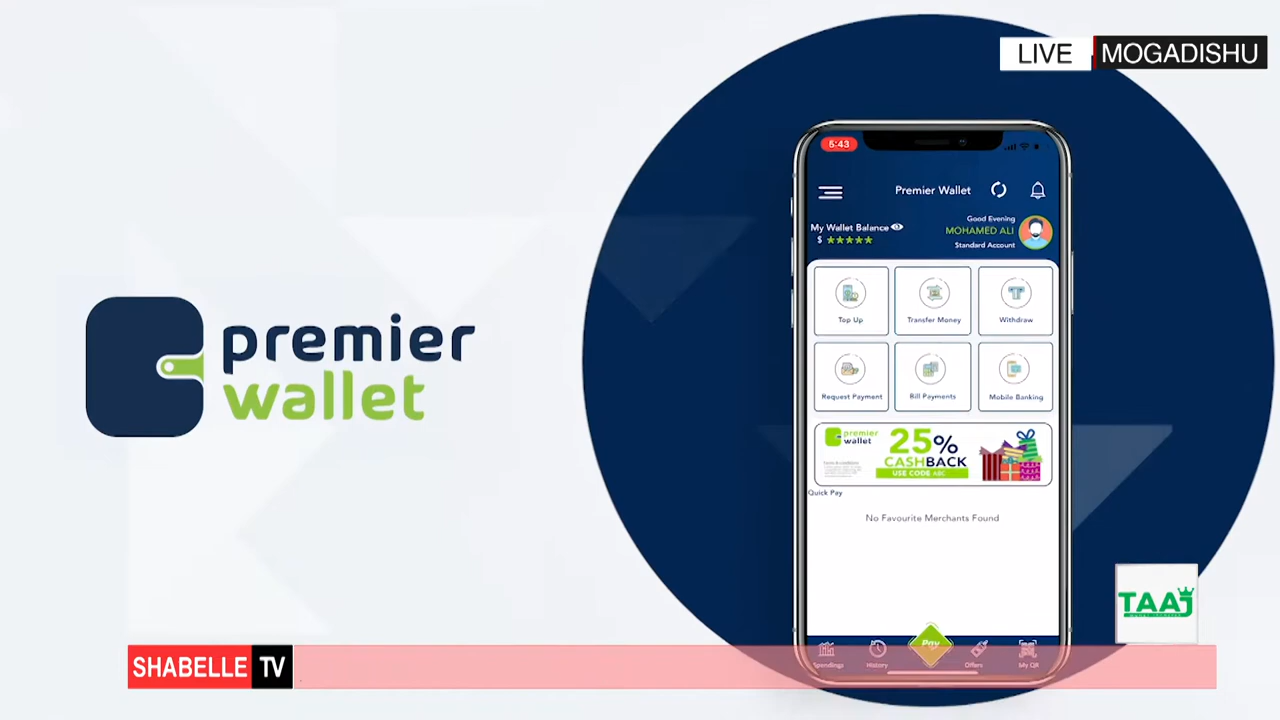 LIVE MOGADISHU
5:43
Premier Wallet
Good Evening
My Wallet Balance
MOHAMED ALI
$ ★★★★★
Standard Account
Top Up
Transfer Money
Withdraw
premier
wallet
Request Payment
Bill Payments
Mobile Banking
premier
wallet
25%
CASHBACK
USE CODE ABC
Quick Pay
No Favourite Merchants Found
TAAJ
Pay
Spendings
History
Offers
My QR
SHABELLE TV